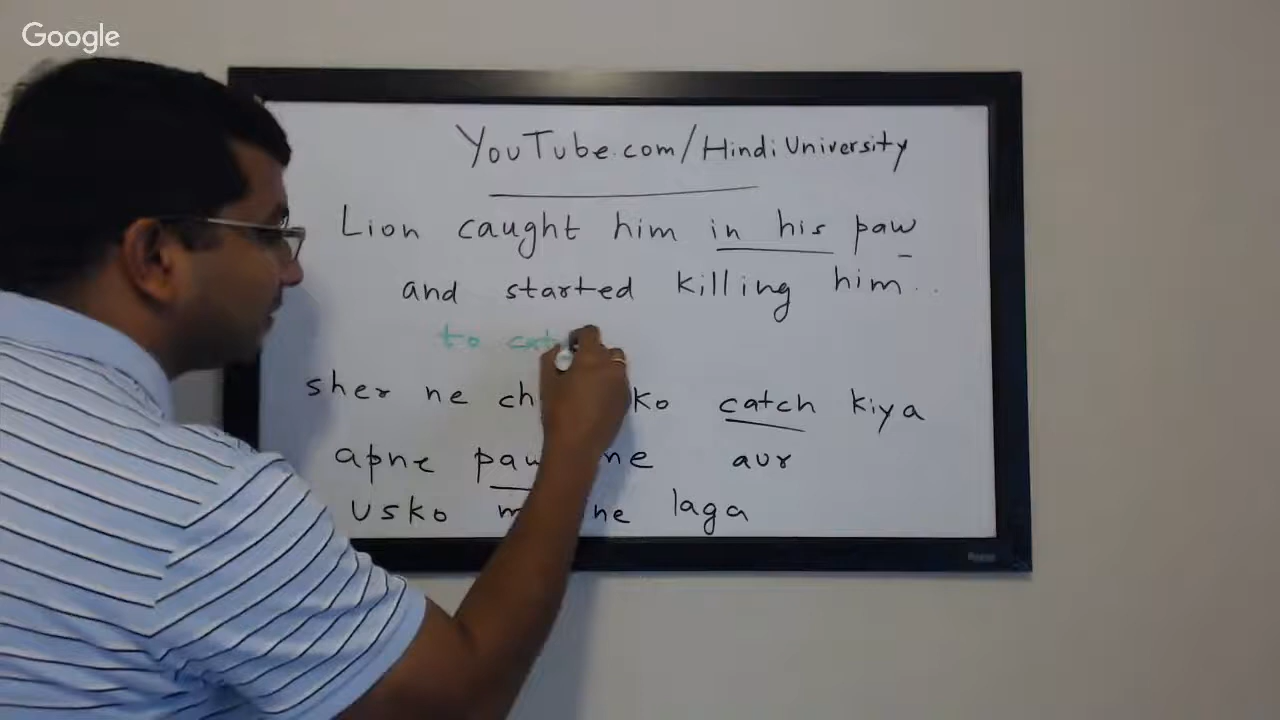 Google
YouTube.com/HindiUniversity
Lion caught him in his paw
and started killing him..
to
sher ne ko catch kiya
apne aur
usko laga